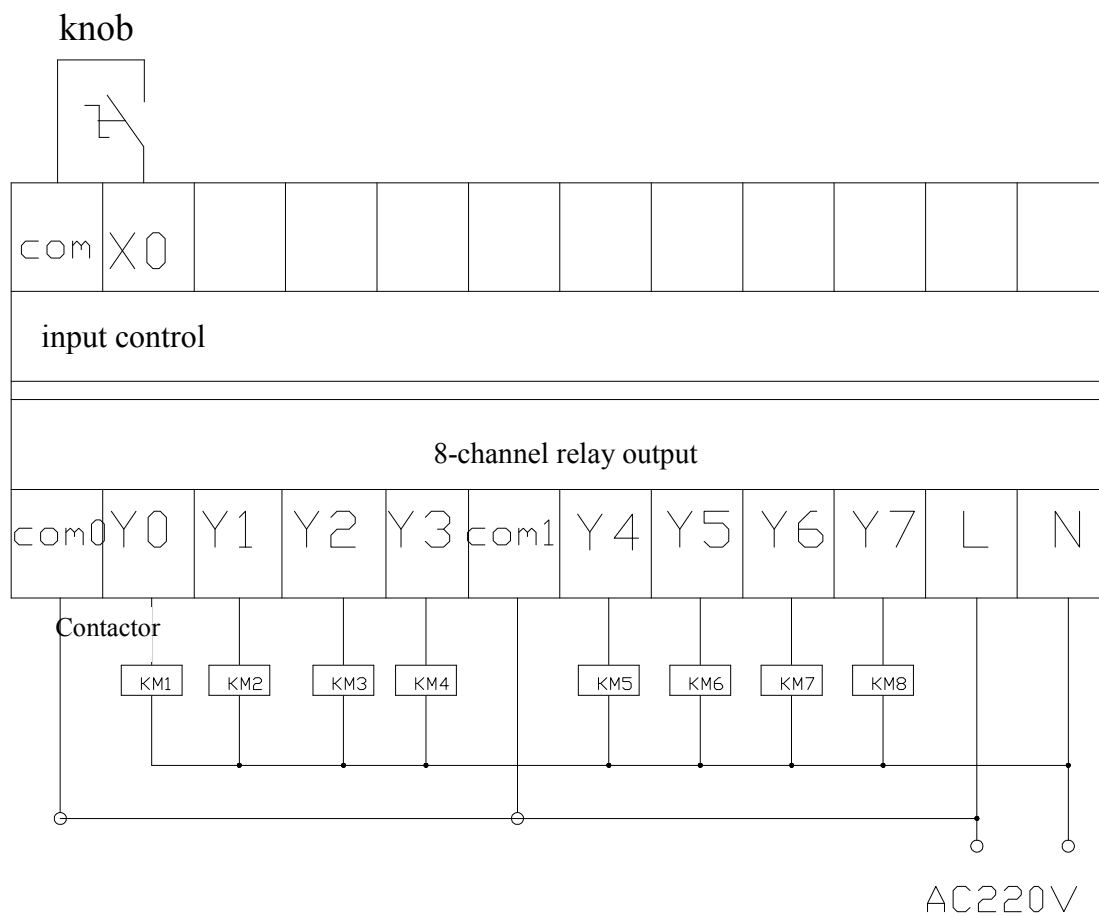 knob
com X0
input control
8-channel relay output
com0 Y0 Y1 Y2 Y3 com1 Y4 Y5 Y6 Y7 L N
Contactor
KM1 KM2 KM3 KM4 KM5 KM6 KM7 KM8
AC220V